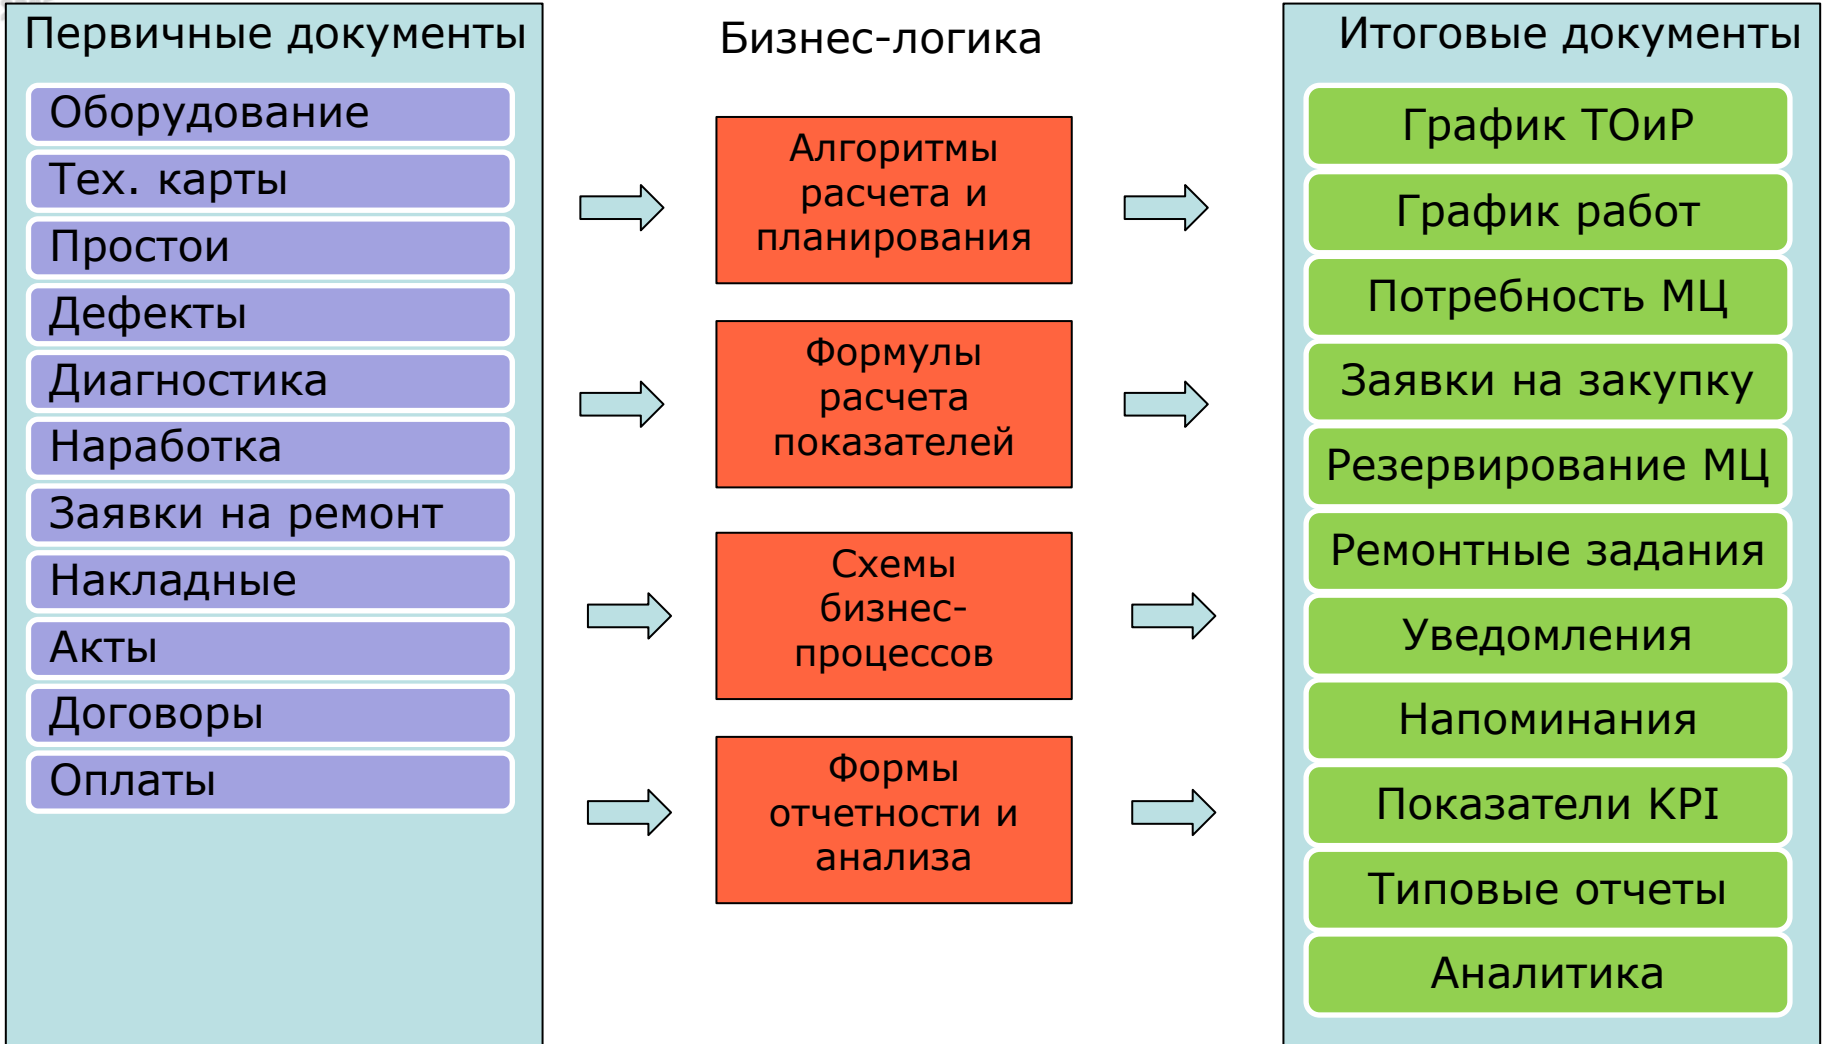 Первичные документы
Оборудование
Тех. карты
Простои
Дефекты
Диагностика
Наработка
Заявки на ремонт
Накладные
Акты
Договоры
Оплаты
Бизнес-логика
Алгоритмы
расчета и
планирования
Формулы
расчета
показателей
Схемы
бизнес-
процессов
Формы
отчетности и
анализа
Итоговые документы
График ТОиР
График работ
Потребность МЦ
Заявки на закупку
Резервирование МЦ
Ремонтные задания
Уведомления
Напоминания
Показатели KPI
Типовые отчеты
Аналитика